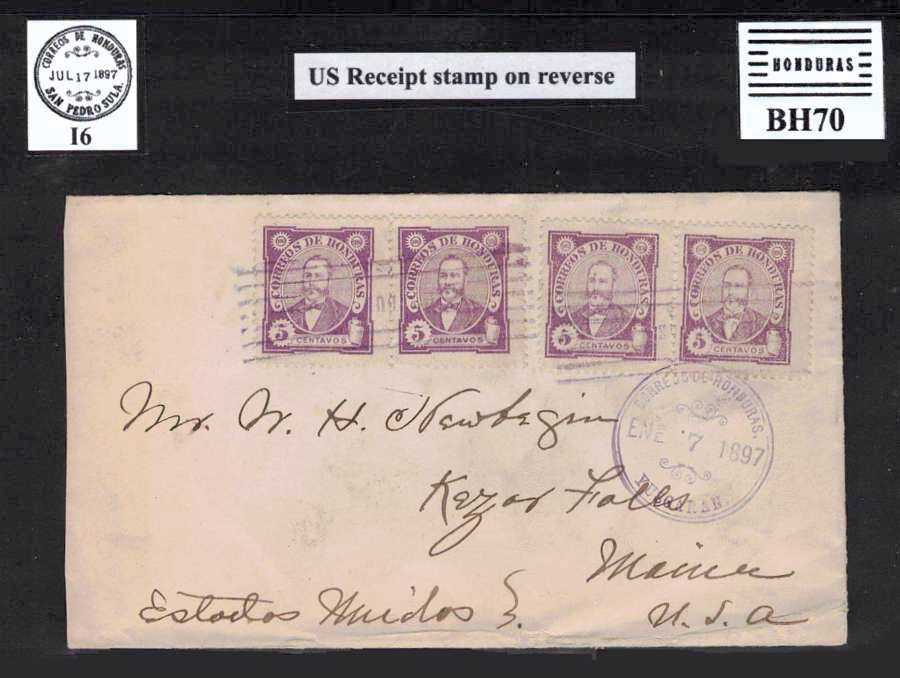 CORREOS DE HONDURAS
JUL 17 1897
SAN PEDRO SULA.
I6
US Receipt stamp on reverse
HONDURAS
BH70
CORREOS DE HONDURAS
5 CENTAVOS
CORREOS DE HONDURAS
5 CENTAVOS
CORREOS DE HONDURAS
5 CENTAVOS
CORREOS DE HONDURAS
5 CENTAVOS
CORREOS DE HONDURAS.
ENE 7 1897
Mr. W. H. Newbegin
Kezar Falls
Maine
Estados Unidos U.S.A